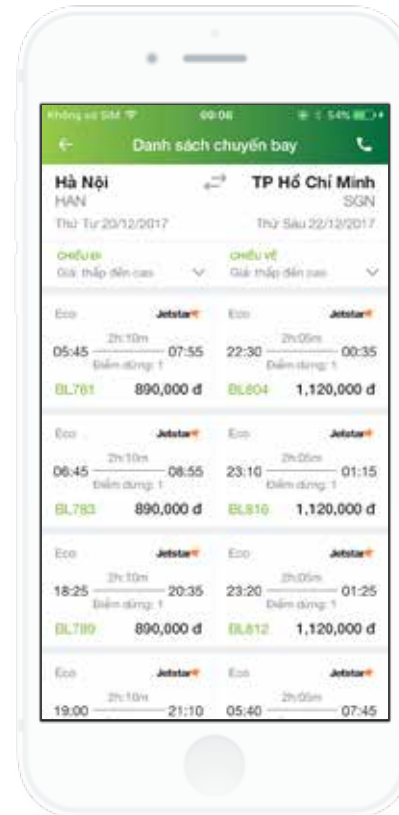 Không có SIM 00:06 54%
Danh sách chuyến bay
Hà Nội TP Hồ Chí Minh
HAN SGN
Thứ Tư 20/12/2017 Thứ Sáu 22/12/2017
CHIỀU ĐI CHIỀU VỀ
Giá: thấp đến cao Giá: thấp đến cao
Eco Jetstar Eco Jetstar
2h:10m 2h:05m
05:45 07:55 22:30 00:35
Điểm dừng: 1 Điểm dừng: 1
BL761 890,000 đ BL804 1,120,000 đ
Eco Jetstar Eco Jetstar
2h:10m 2h:05m
06:45 08:55 23:10 01:15
Điểm dừng: 1 Điểm dừng: 1
BL783 890,000 đ BL816 1,120,000 đ
Eco Jetstar Eco Jetstar
2h:10m 2h:05m
18:25 20:35 23:20 01:25
Điểm dừng: 1 Điểm dừng: 1
BL789 890,000 đ BL812 1,120,000 đ
Eco Jetstar Eco Jetstar
2h:10m 2h:05m
19:00 21:10 05:40 07:45